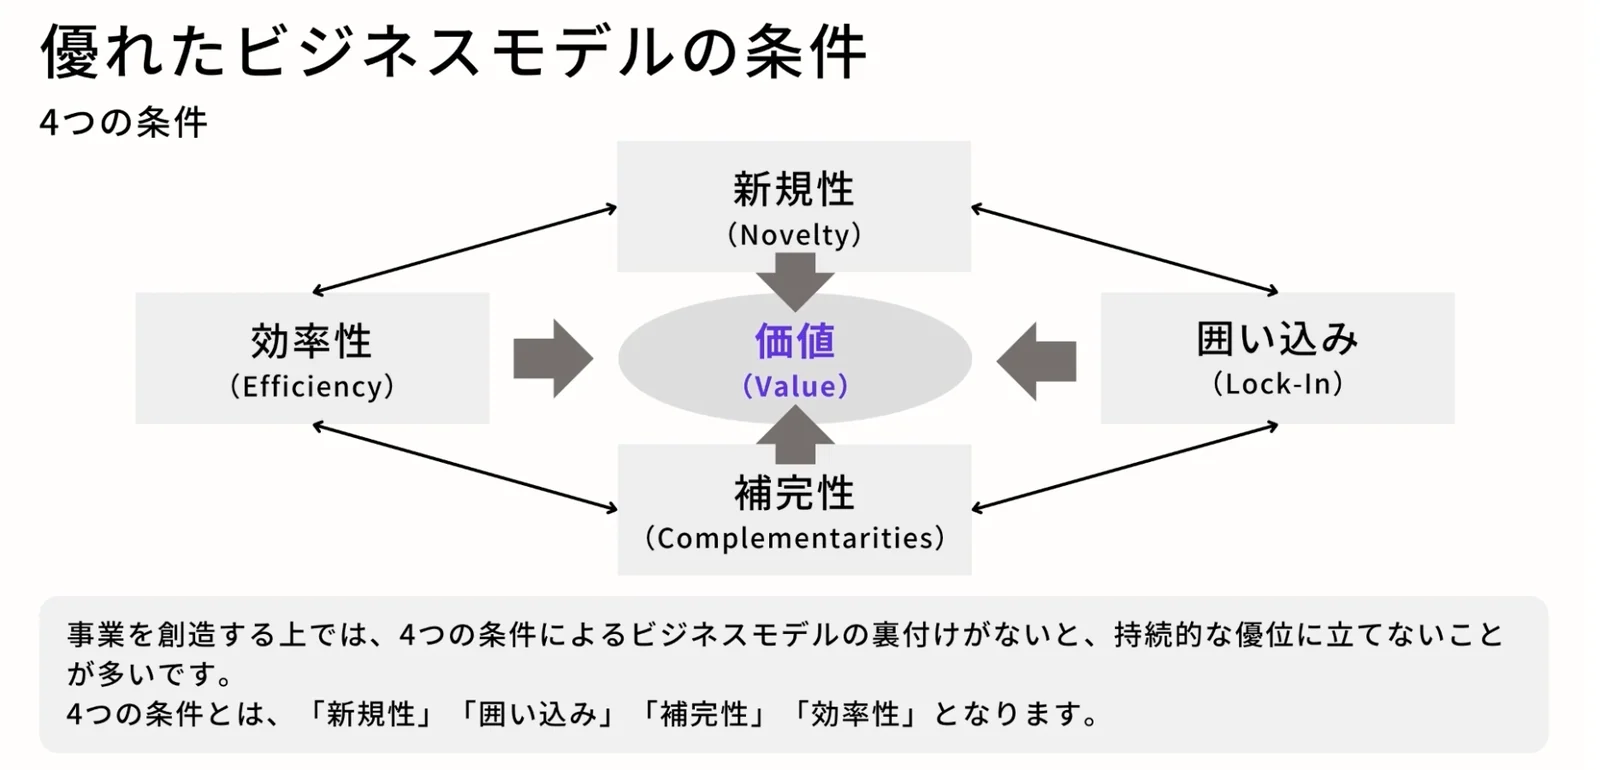 優れたビジネスモデルの条件
4つの条件
新規性
（Novelty）
効率性
（Efficiency）
価値
（Value）
囲い込み
（Lock-In）
補完性
（Complementarities）
事業を創造する上では、4つの条件によるビジネスモデルの裏付けがないと、持続的な優位に立てないこと
が多いです。
4つの条件とは、「新規性」「囲い込み」「補完性」「効率性」となります。